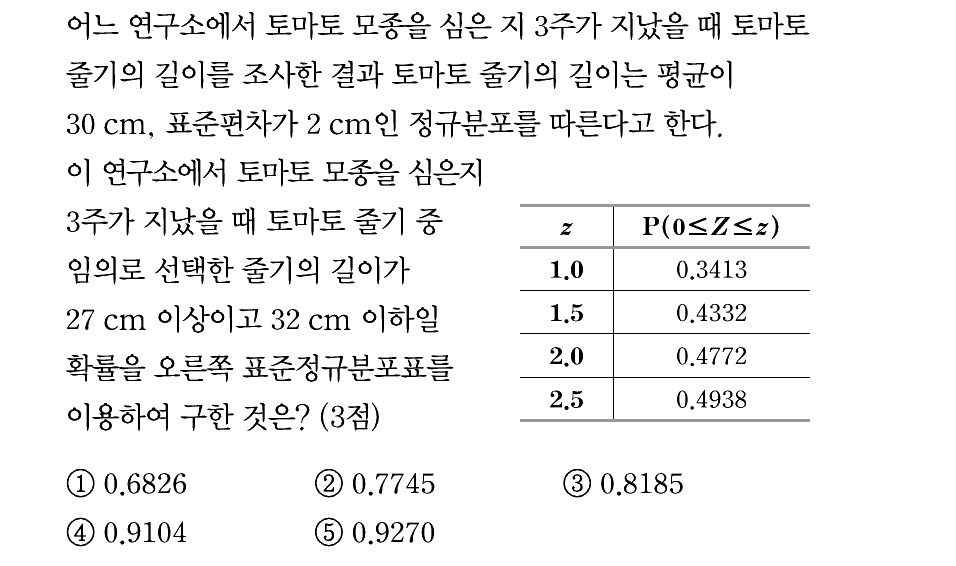 어느 연구소에서 토마토 모종을 심은 지 3주가 지났을 때 토마토
줄기의 길이를 조사한 결과 토마토 줄기의 길이는 평균이
30 cm, 표준편차가 2 cm인 정규분포를 따른다고 한다.
이 연구소에서 토마토 모종을 심은지
3주가 지났을 때 토마토 줄기 중
임의로 선택한 줄기의 길이가
27 cm 이상이고 32 cm 이하일
확률을 오른쪽 표준정규분포표를
이용하여 구한 것은? (3점)
z P(0≤Z≤z)
1.0 0.3413
1.5 0.4332
2.0 0.4772
2.5 0.4938
① 0.6826 ② 0.7745 ③ 0.8185
④ 0.9104 ⑤ 0.9270